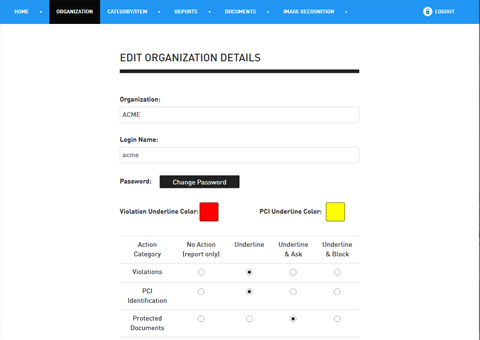 HOME ORGANIZATION CATEGORY/ITEM REPORTS DOCUMENTS IMAGE RECOGNITION LOGOUT
EDIT ORGANIZATION DETAILS
Organization:
ACME
Login Name:
acme
Password: Change Password
Violation Underline Color: PCI Underline Color:
Action No Action Underline Underline Underline
Category (report only) & Ask & Block
Violations
PCI
Identification
Protected
Documents